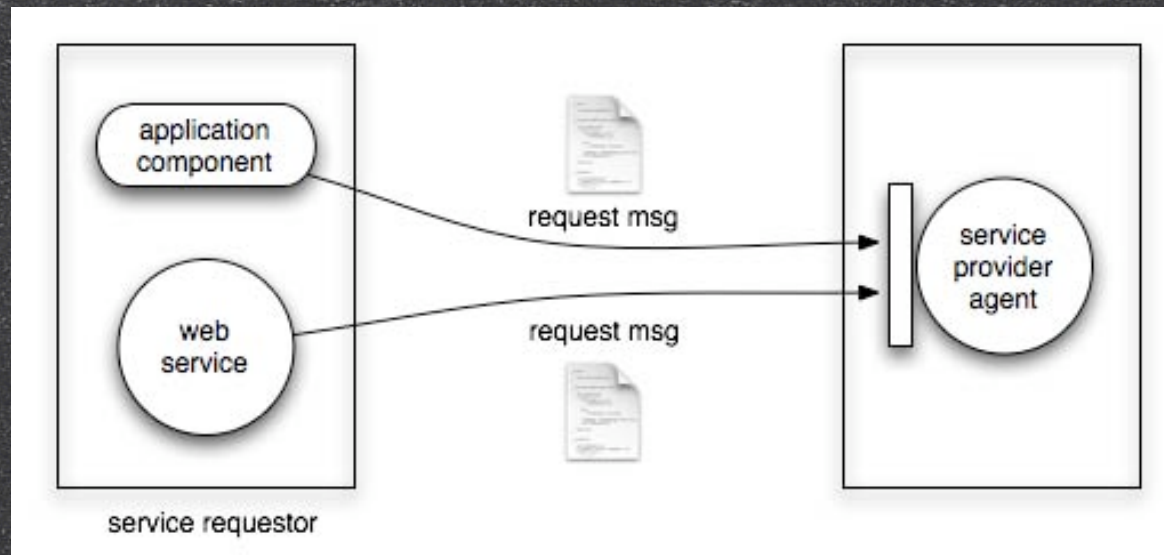 application
component
request msg
service
provider
agent
web
service
request msg
service requestor